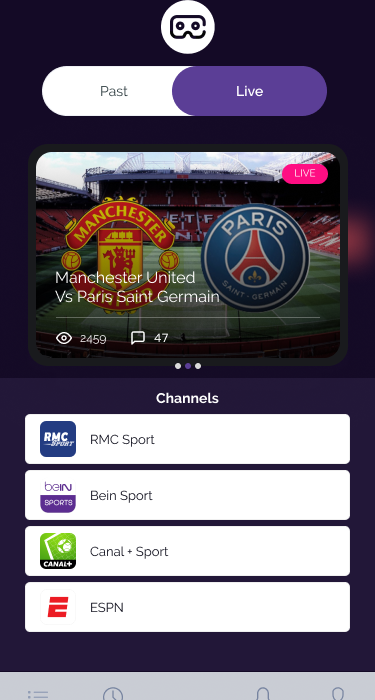 Past
Live
LIVE
MANCHESTER
UNITED
PARIS
SAINT-GERMAIN
Manchester United
Vs Paris Saint Germain
2459
47
Channels
RMC
SPORT
RMC Sport
beIN
SPORTS
Bein Sport
CANAL+
Canal + Sport
E
ESPN